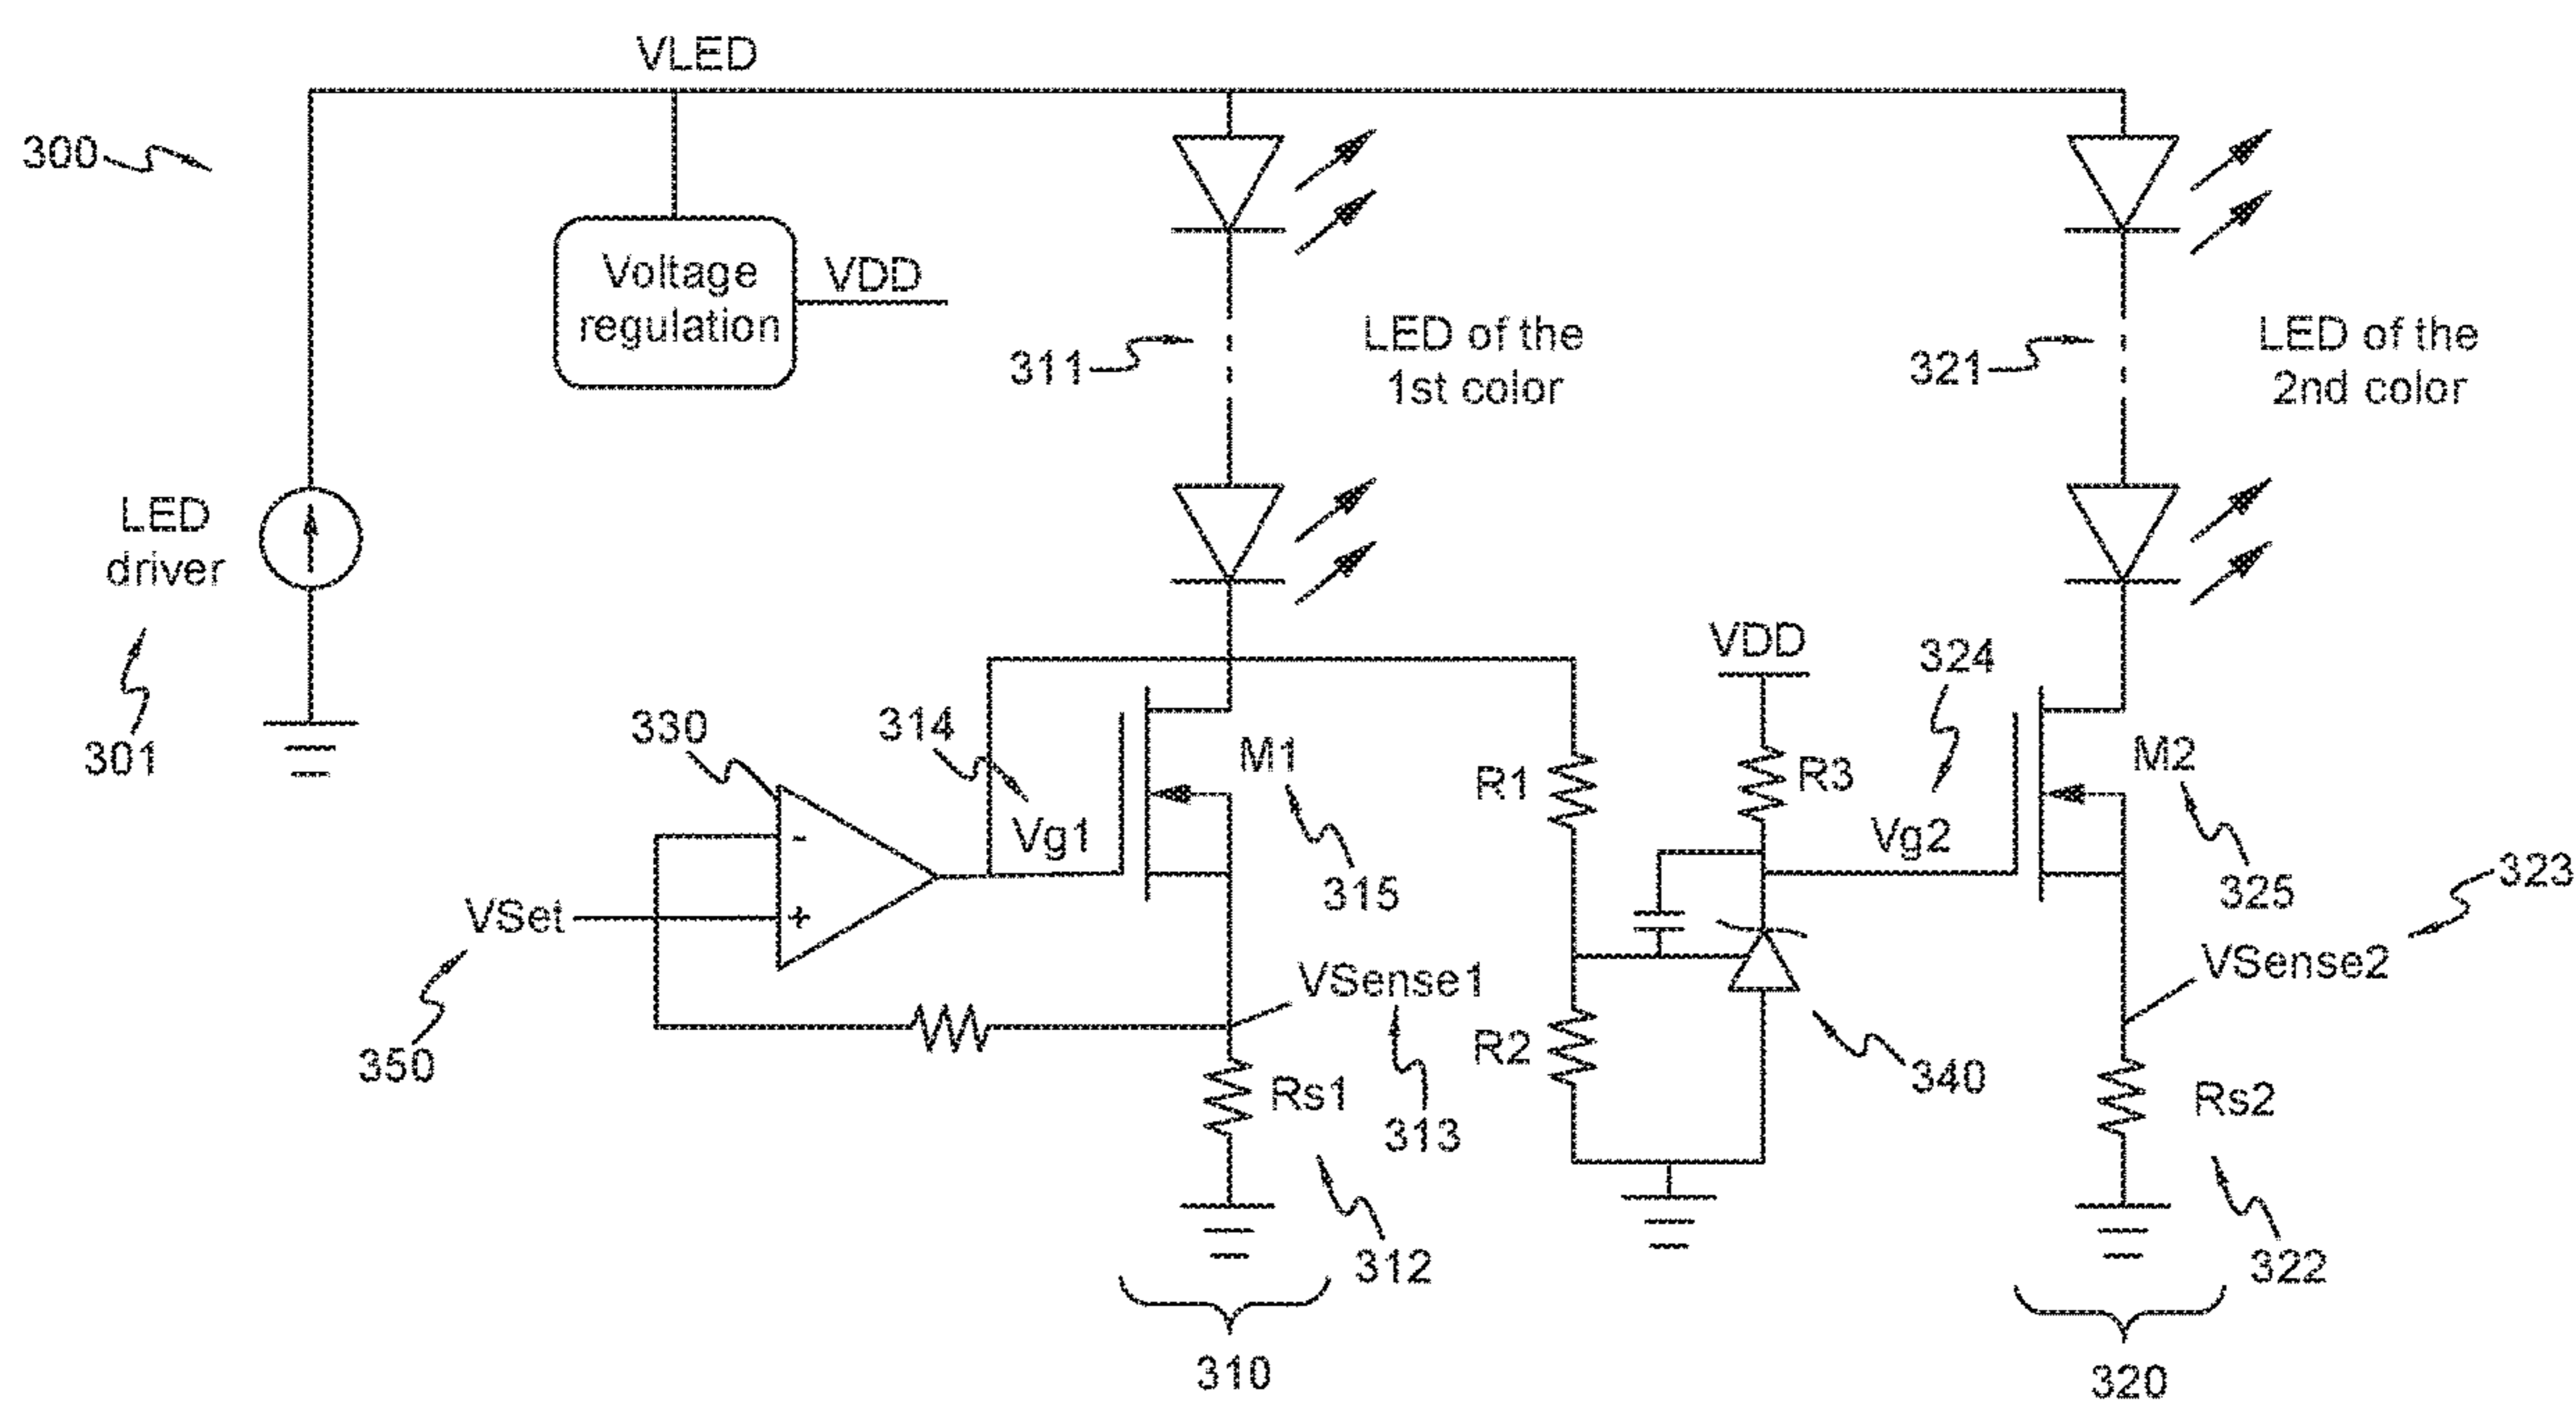 VLED
300
Voltage
regulation
VDD
311
LED of the
1st color
321
LED of the
2nd color
LED
driver
301
VDD
324
330
314
M1
R1
R3
M2
Vg1
Vg2
315
325
323
VSet
-
+
VSense1
VSense2
350
R2
340
Rs1
313
Rs2
312
322
310
320